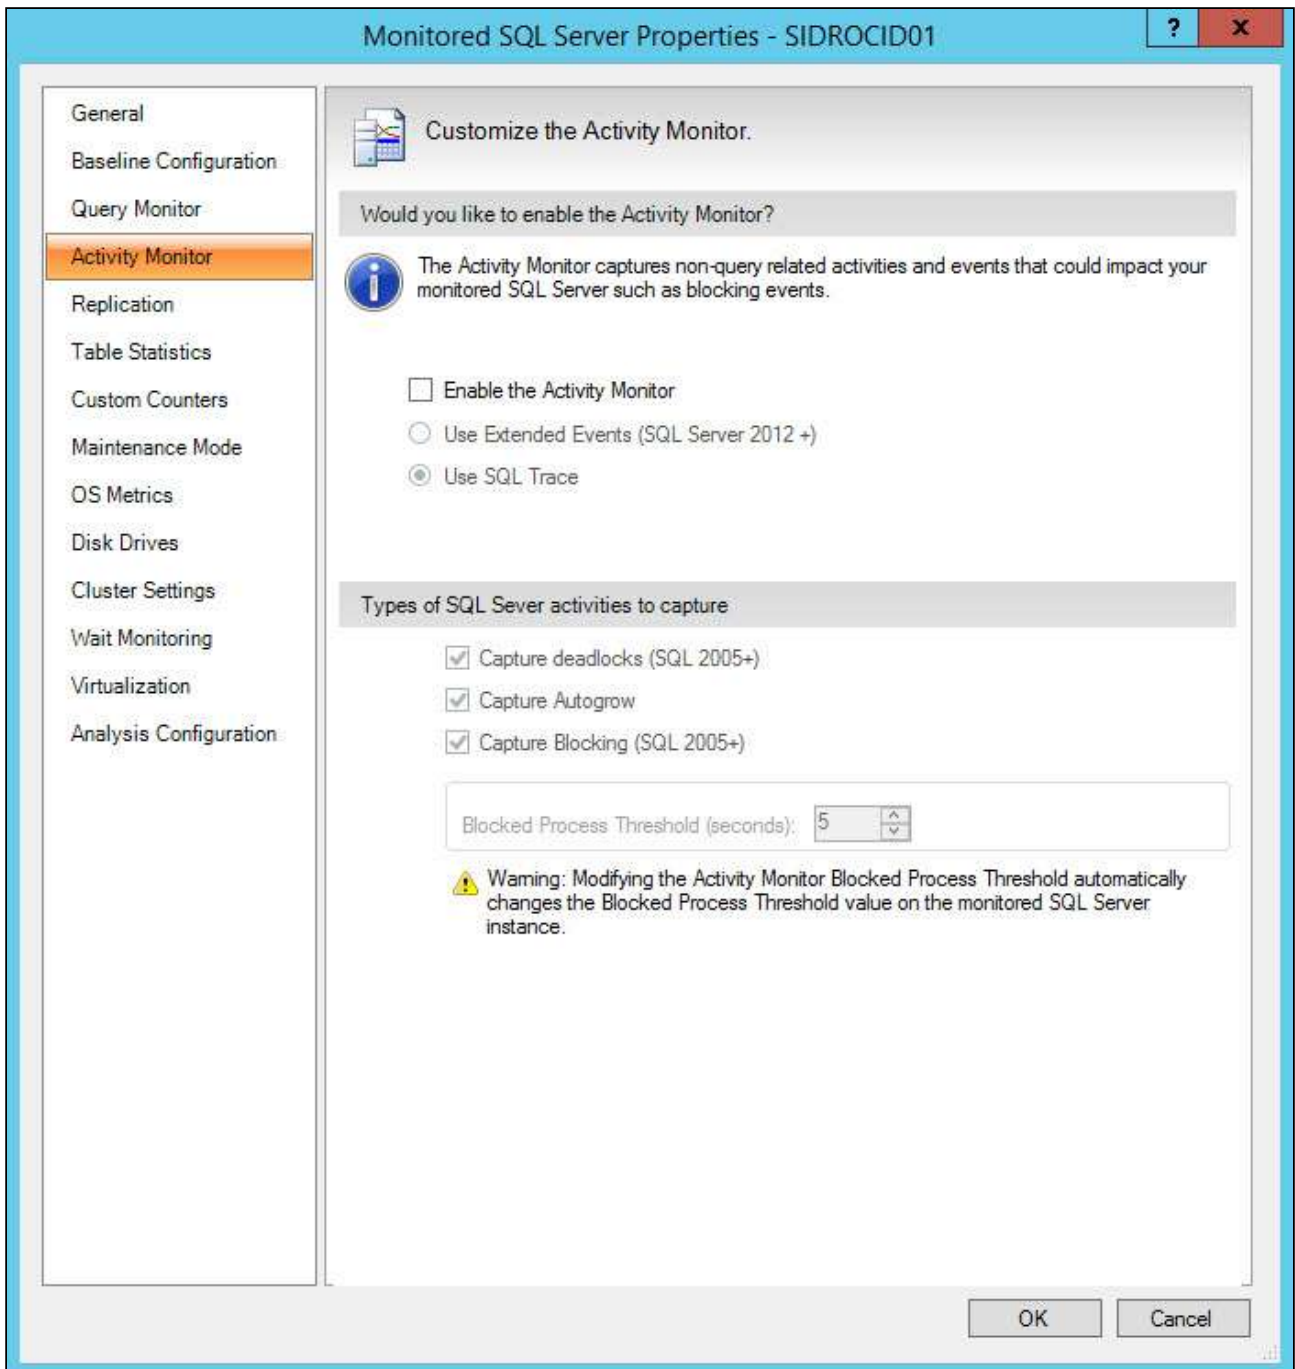 Monitored SQL Server Properties - SIDROCID01
?
x
General
Baseline Configuration
Query Monitor
Activity Monitor
Replication
Table Statistics
Custom Counters
Maintenance Mode
OS Metrics
Disk Drives
Cluster Settings
Wait Monitoring
Virtualization
Analysis Configuration
Customize the Activity Monitor.
Would you like to enable the Activity Monitor?
The Activity Monitor captures non-query related activities and events that could impact your
monitored SQL Server such as blocking events.
Enable the Activity Monitor
Use Extended Events (SQL Server 2012 +)
Use SQL Trace
Types of SQL Sever activities to capture
Capture deadlocks (SQL 2005+)
Capture Autogrow
Capture Blocking (SQL 2005+)
Blocked Process Threshold (seconds): 5
Warning: Modifying the Activity Monitor Blocked Process Threshold automatically
changes the Blocked Process Threshold value on the monitored SQL Server
instance.
OK
Cancel